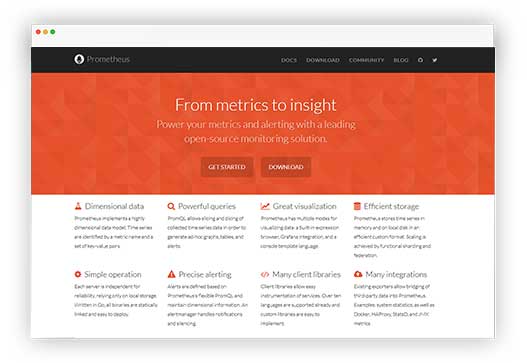 Prometheus
DOCS DOWNLOAD COMMUNITY BLOG
From metrics to insight
Power your metrics and alerting with a leading
open-source monitoring solution.
GET STARTED DOWNLOAD
Dimensional data
Prometheus implements a highly
dimensional data model. Time series
are identified by a metric name and a
set of key-value pairs.
Powerful queries
PromQL allows slicing and dicing of
collected time series data in order to
generate ad-hoc graphs, tables, and
alerts.
Great visualization
Prometheus has multiple modes for
visualizing data: a built-in expression
browser, Grafana integration, and a
console template language.
Efficient storage
Prometheus stores time series in
memory and on local disk in an
efficient custom format. Scaling is
achieved by functional sharding and
federation.
Simple operation
Each server is independent for
reliability, relying only on local storage.
Written in Go, all binaries are statically
linked and easy to deploy.
Precise alerting
Alerts are defined based on
Prometheus's flexible PromQL and
maintain dimensional information. An
alertmanager handles notifications
and silencing.
Many client libraries
Client libraries allow easy
instrumentation of services. Over ten
languages are supported already and
custom libraries are easy to
implement.
Many integrations
Existing exporters allow bridging of
third-party data into Prometheus.
Examples: system statistics, as well as
Docker, HAProxy, StatsD, and JMX
metrics.